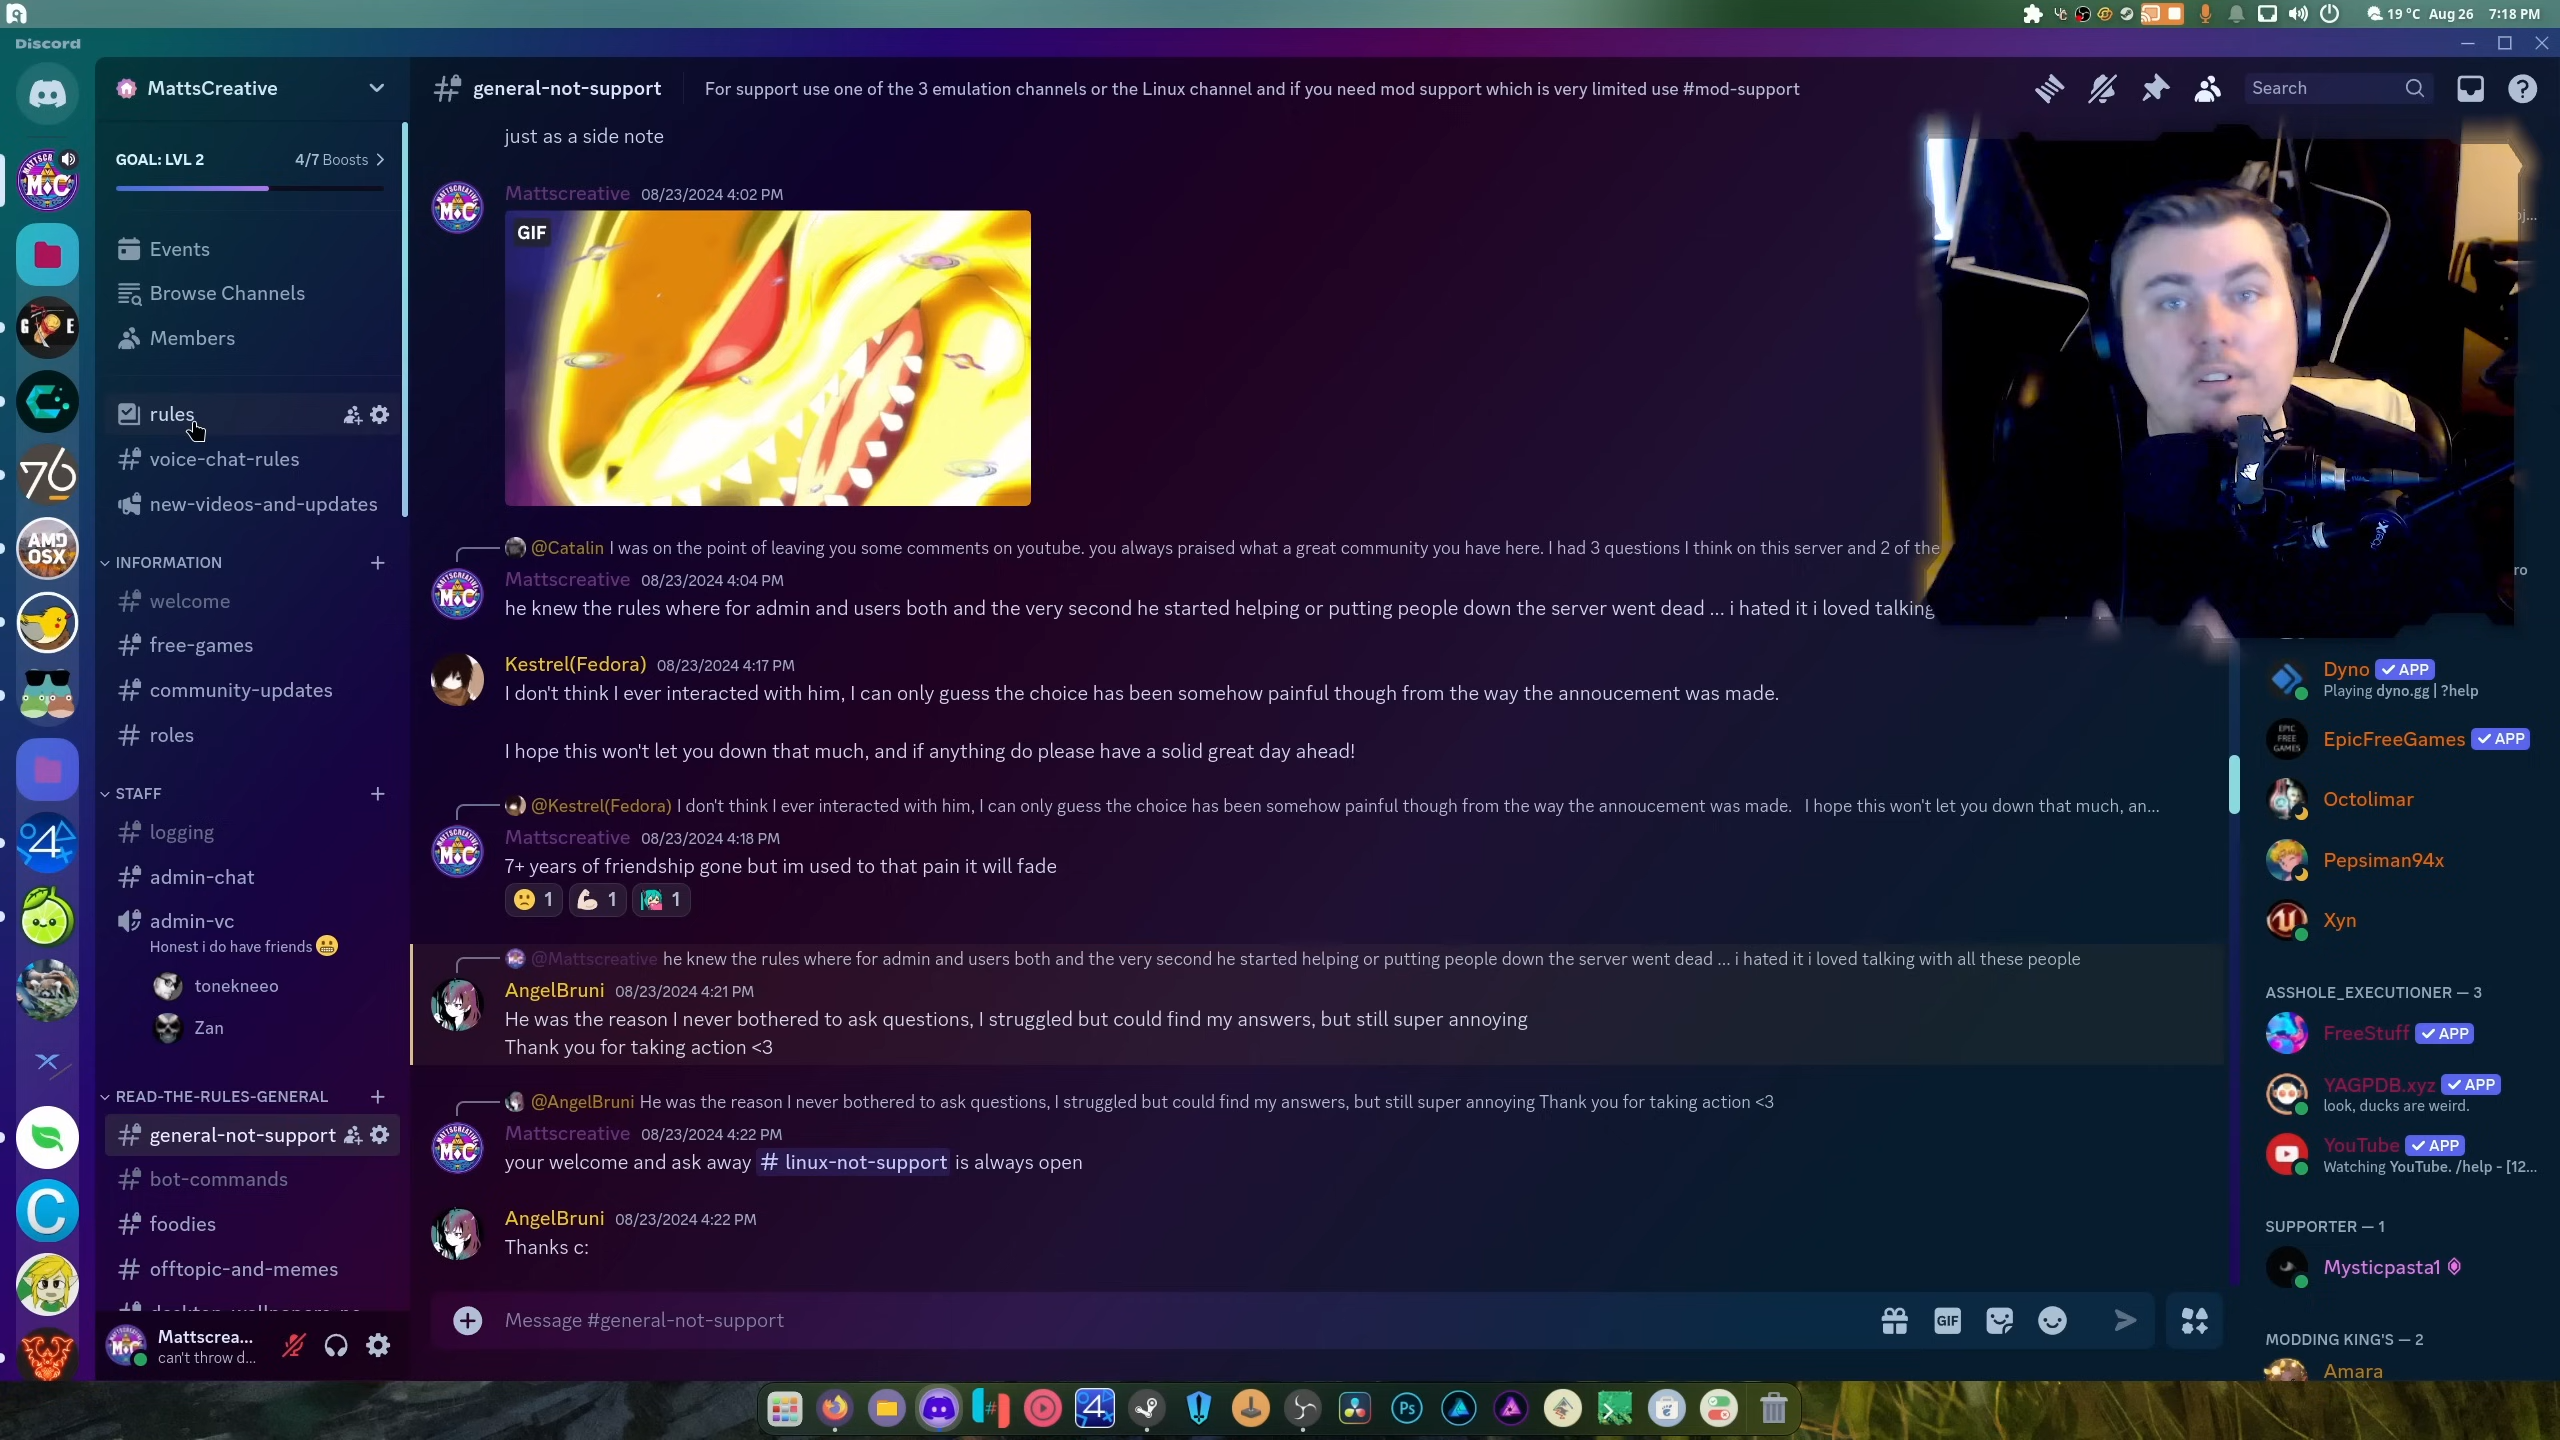 19 °C Aug 26 7:18 PM
Discord
MattsCreative
GOAL: LVL 2 4/7 Boosts
Events
Browse Channels
Members
rules
voice-chat-rules
new-videos-and-updates
INFORMATION
welcome
free-games
community-updates
roles
STAFF
logging
admin-chat
admin-vc
Honest i do have friends
tonekneeo
Zan
READ-THE-RULES-GENERAL
general-not-support
bot-commands
foodies
offtopic-and-memes
Mattscrea...
can't throw d...
general-not-support
For support use one of the 3 emulation channels or the Linux channel and if you need mod support which is very limited use #mod-support
Search
just as a side note
Mattscreative 08/23/2024 4:02 PM
GIF
@Catalin I was on the point of leaving you some comments on youtube. you always praised what a great community you have here. I had 3 questions I think on this server and 2 of the
Mattscreative 08/23/2024 4:04 PM
he knew the rules where for admin and users both and the very second he started helping or putting people down the server went dead ... i hated it i loved talking
Kestrel(Fedora) 08/23/2024 4:17 PM
I don't think I ever interacted with him, I can only guess the choice has been somehow painful though from the way the annoucement was made.
I hope this won't let you down that much, and if anything do please have a solid great day ahead!
@Kestrel(Fedora) I don't think I ever interacted with him, I can only guess the choice has been somehow painful though from the way the annoucement was made. I hope this won't let you down that much, an...
Mattscreative 08/23/2024 4:18 PM
7+ years of friendship gone but im used to that pain it will fade
1 1 1
@Mattscreative he knew the rules where for admin and users both and the very second he started helping or putting people down the server went dead ... i hated it i loved talking with all these people
AngelBruni 08/23/2024 4:21 PM
He was the reason I never bothered to ask questions, I struggled but could find my answers, but still super annoying
Thank you for taking action <3
@AngelBruni He was the reason I never bothered to ask questions, I struggled but could find my answers, but still super annoying Thank you for taking action <3
Mattscreative 08/23/2024 4:22 PM
your welcome and ask away # linux-not-support is always open
AngelBruni 08/23/2024 4:22 PM
Thanks c:
Message #general-not-support
GIF
Dyno APP
Playing dyno.gg | ?help
EpicFreeGames APP
Octolimar
Pepsiman94x
Xyn
ASSHOLE_EXECUTIONER — 3
FreeStuff APP
YAGPDB.xyz APP
look, ducks are weird.
YouTube APP
Watching YouTube. /help - [12...
SUPPORTER — 1
Mysticpasta1
MODDING KING'S — 2
Amara